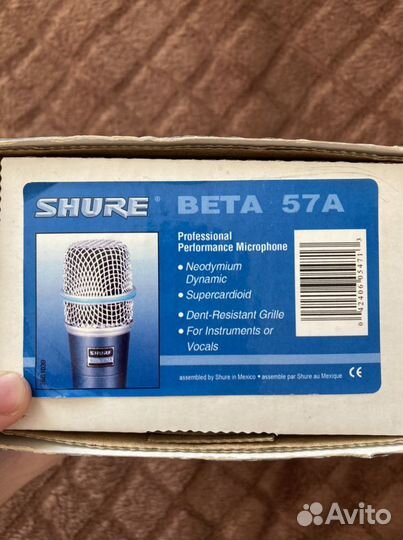 SHURE® BETA 57A
Professional
Performance Microphone
• Neodymium
Dynamic
• Supercardioid
• Dent-Resistant Grille
• For Instruments or
Vocals
SHURE
assembled by Shure in Mexico • assemble par Shure au Mexique CE
Avito